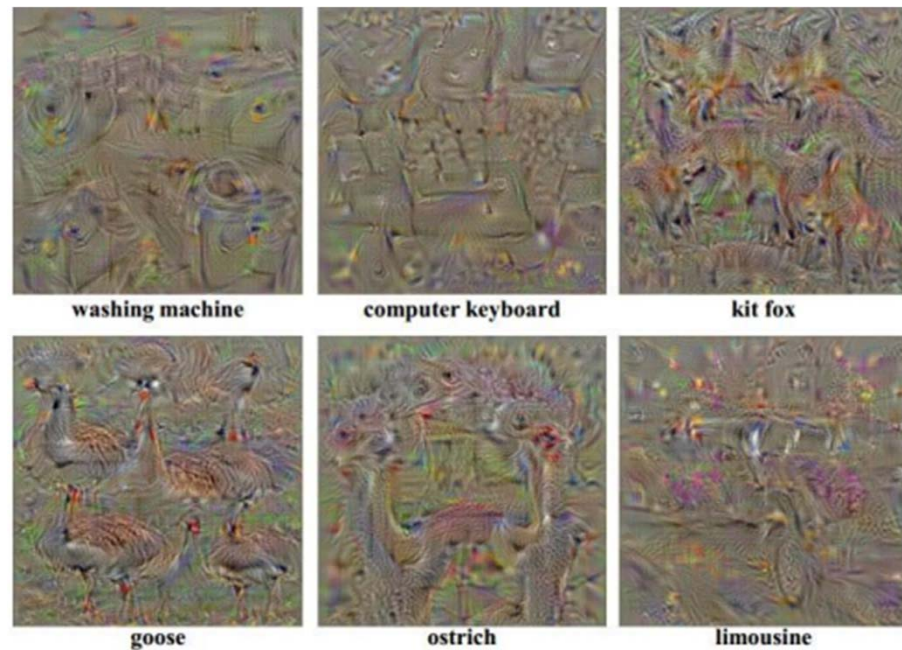 washing machine
computer keyboard
kit fox
goose
ostrich
limousine